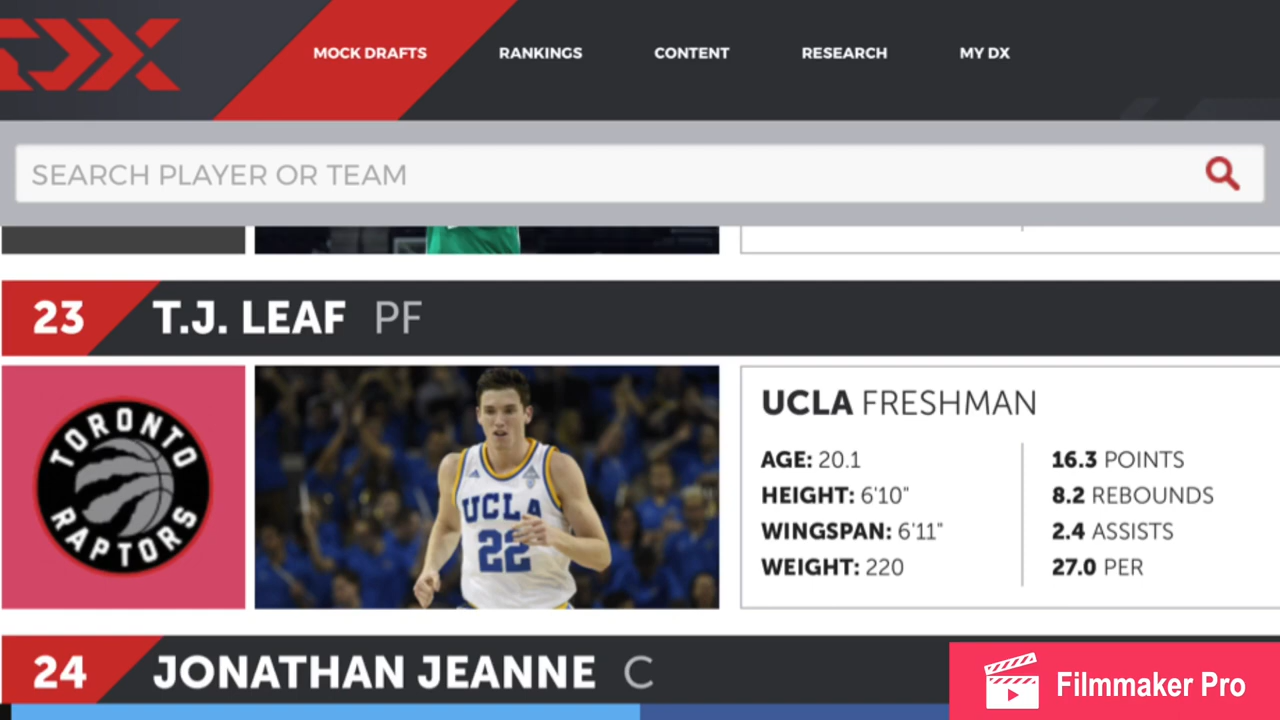 DX
MOCK DRAFTS RANKINGS CONTENT RESEARCH MY DX
SEARCH PLAYER OR TEAM
23 T.J. LEAF PF
TORONTO
RAPTORS
UCLA
22
UCLA FRESHMAN
AGE: 20.1
HEIGHT: 6'10"
WINGSPAN: 6'11"
WEIGHT: 220
16.3 POINTS
8.2 REBOUNDS
2.4 ASSISTS
27.0 PER
24 JONATHAN JEANNE C
Filmmaker Pro